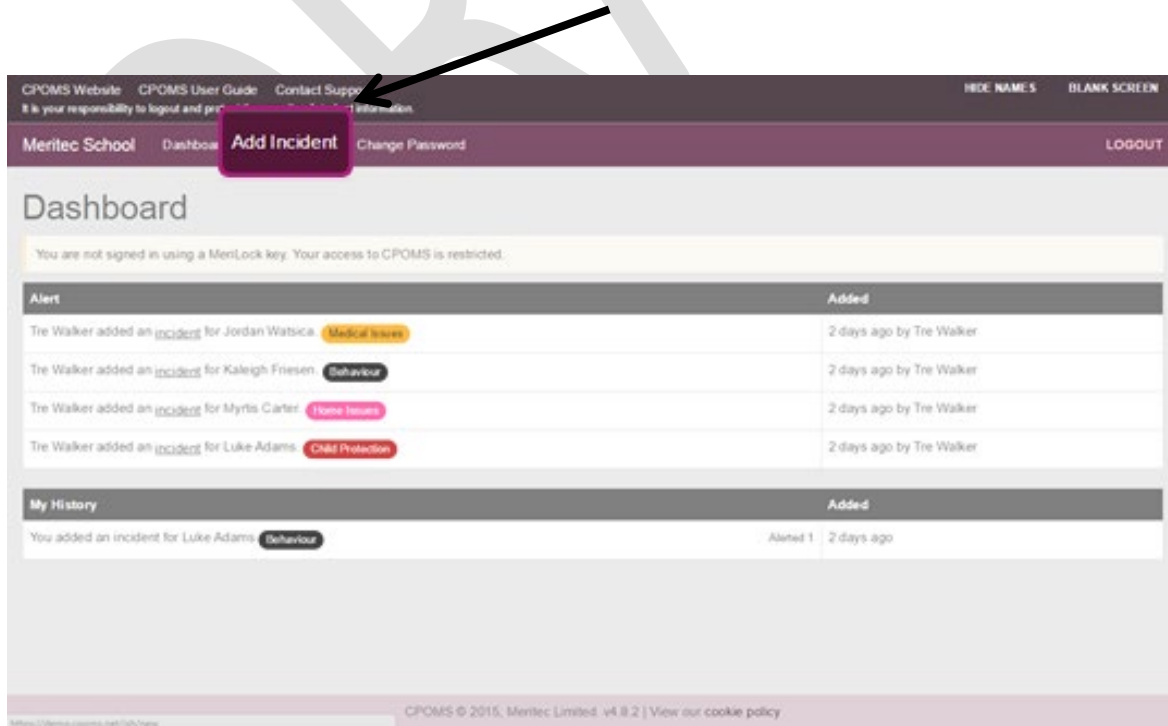 CPOMS Website CPOMS User Guide Contact
HIDE NAMES BLANK SCREEN
It is your responsibility to logout and information.
Meritec School Add Incident Change Password LOGOUT
Dashboard
You are not signed in using a MeriLock key. Your access to CPOMS is restricted.
Alert Added
Tre Walker added an incident for Jordan Watsica. Medical Issues 2 days ago by Tre Walker
Tre Walker added an incident for Kaleigh Friesen. Behaviour 2 days ago by Tre Walker
Tre Walker added an incident for Myrtis Carter. Home Issues 2 days ago by Tre Walker
Tre Walker added an incident for Luke Adams. Child Protection 2 days ago by Tre Walker
My History Added
You added an incident for Luke Adams. Behaviour Alerted 1 2 days ago
CPOMS © 2015, Meritec Limited. v4.8.2 | View our cookie policy